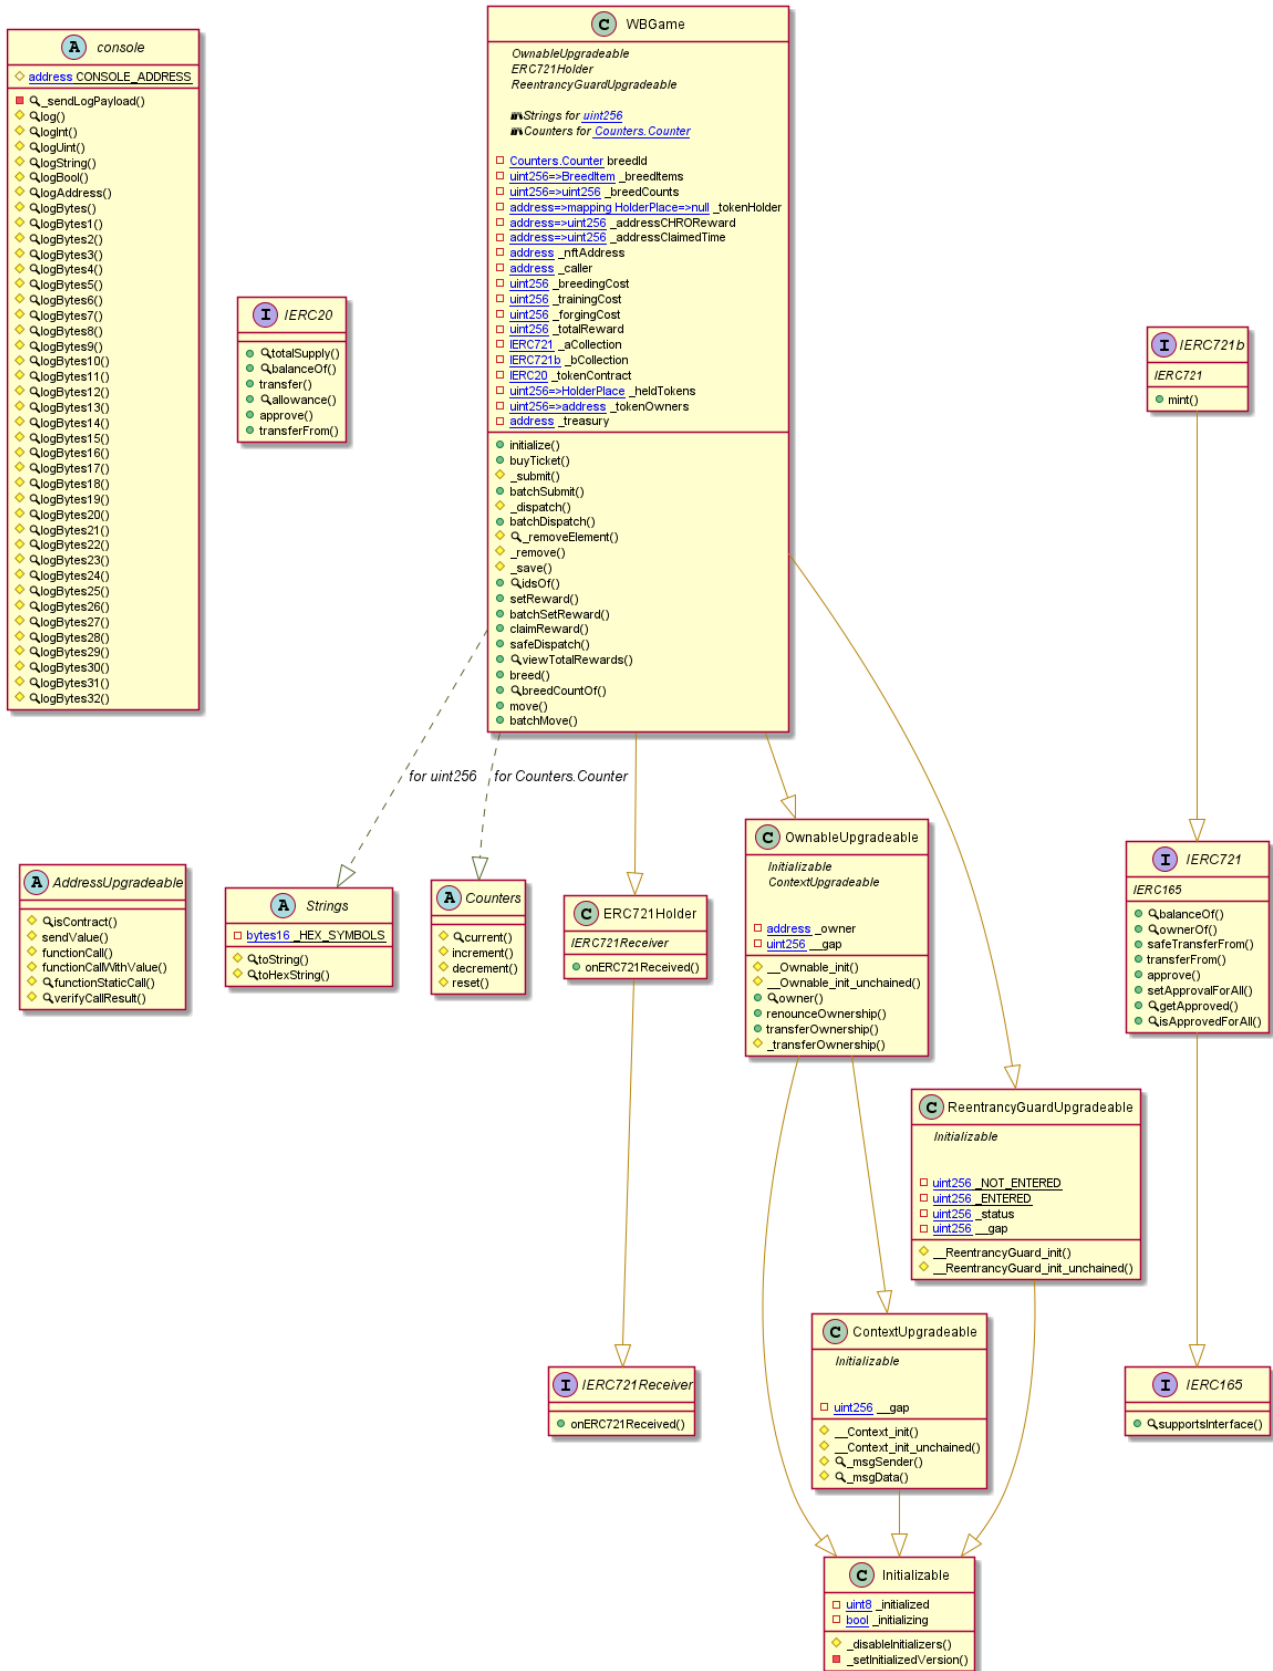 A console
address CONSOLE_ADDRESS
_sendLogPayload()
log()
logInt()
logUint()
logString()
logBool()
logAddress()
logBytes()
logBytes1()
logBytes2()
logBytes3()
logBytes4()
logBytes5()
logBytes6()
logBytes7()
logBytes8()
logBytes9()
logBytes10()
logBytes11()
logBytes12()
logBytes13()
logBytes14()
logBytes15()
logBytes16()
logBytes17()
logBytes18()
logBytes19()
logBytes20()
logBytes21()
logBytes22()
logBytes23()
logBytes24()
logBytes25()
logBytes26()
logBytes27()
logBytes28()
logBytes29()
logBytes30()
logBytes31()
logBytes32()
I IERC20
totalSupply()
balanceOf()
transfer()
allowance()
approve()
transferFrom()
C WBGame
OwnableUpgradeable
ERC721Holder
ReentrancyGuardUpgradeable
Strings for uint256
Counters for Counters.Counter
Counters.Counter breedId
uint256=>BreedItem _breedItems
uint256=>uint256 _breedCounts
address=>mapping HolderPlace=>null _tokenHolder
address=>uint256 _addressCHROReward
address=>uint256 _addressClaimedTime
address _nftAddress
address _caller
uint256 _breedingCost
uint256 _trainingCost
uint256 _forgingCost
uint256 _totalReward
IERC721 _aCollection
IERC721b _bCollection
IERC20 _tokenContract
uint256=>HolderPlace _heldTokens
uint256=>address _tokenOwners
address _treasury
initialize()
buyTicket()
_submit()
batchSubmit()
_dispatch()
batchDispatch()
_removeElement()
_remove()
_save()
idsOf()
setReward()
batchSetReward()
claimReward()
safeDispatch()
viewTotalRewards()
breed()
breedCountOf()
move()
batchMove()
I IERC721b
IERC721
mint()
for uint256
for Counters.Counter
A AddressUpgradeable
isContract()
sendValue()
functionCall()
functionCallWithValue()
functionStaticCall()
verifyCallResult()
A Strings
bytes16 _HEX_SYMBOLS
toString()
toHexString()
A Counters
current()
increment()
decrement()
reset()
C ERC721Holder
IERC721Receiver
onERC721Received()
C OwnableUpgradeable
Initializable
ContextUpgradeable
address _owner
uint256 __gap
__Ownable_init()
__Ownable_init_unchained()
owner()
renounceOwnership()
transferOwnership()
_transferOwnership()
I IERC721
IERC165
balanceOf()
ownerOf()
safeTransferFrom()
transferFrom()
approve()
setApprovalForAll()
getApproved()
isApprovedForAll()
C ReentrancyGuardUpgradeable
Initializable
uint256 _NOT_ENTERED
uint256 _ENTERED
uint256 _status
uint256 __gap
__ReentrancyGuard_init()
__ReentrancyGuard_init_unchained()
C ContextUpgradeable
Initializable
uint256 __gap
__Context_init()
__Context_init_unchained()
_msgSender()
_msgData()
I IERC721Receiver
onERC721Received()
I IERC165
supportsInterface()
C Initializable
uint8 _initialized
bool _initializing
_disableInitializers()
_setInitializedVersion()